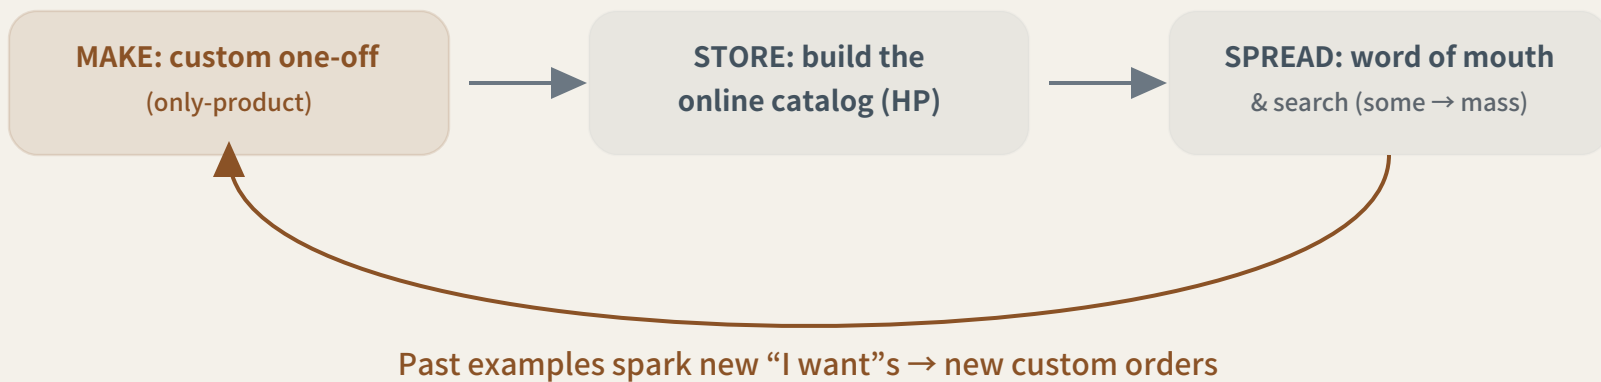 MAKE: custom one-off
(only-product)
STORE: build the
online catalog (HP)
SPREAD: word of mouth
& search (some → mass)
Past examples spark new “I want”s → new custom orders